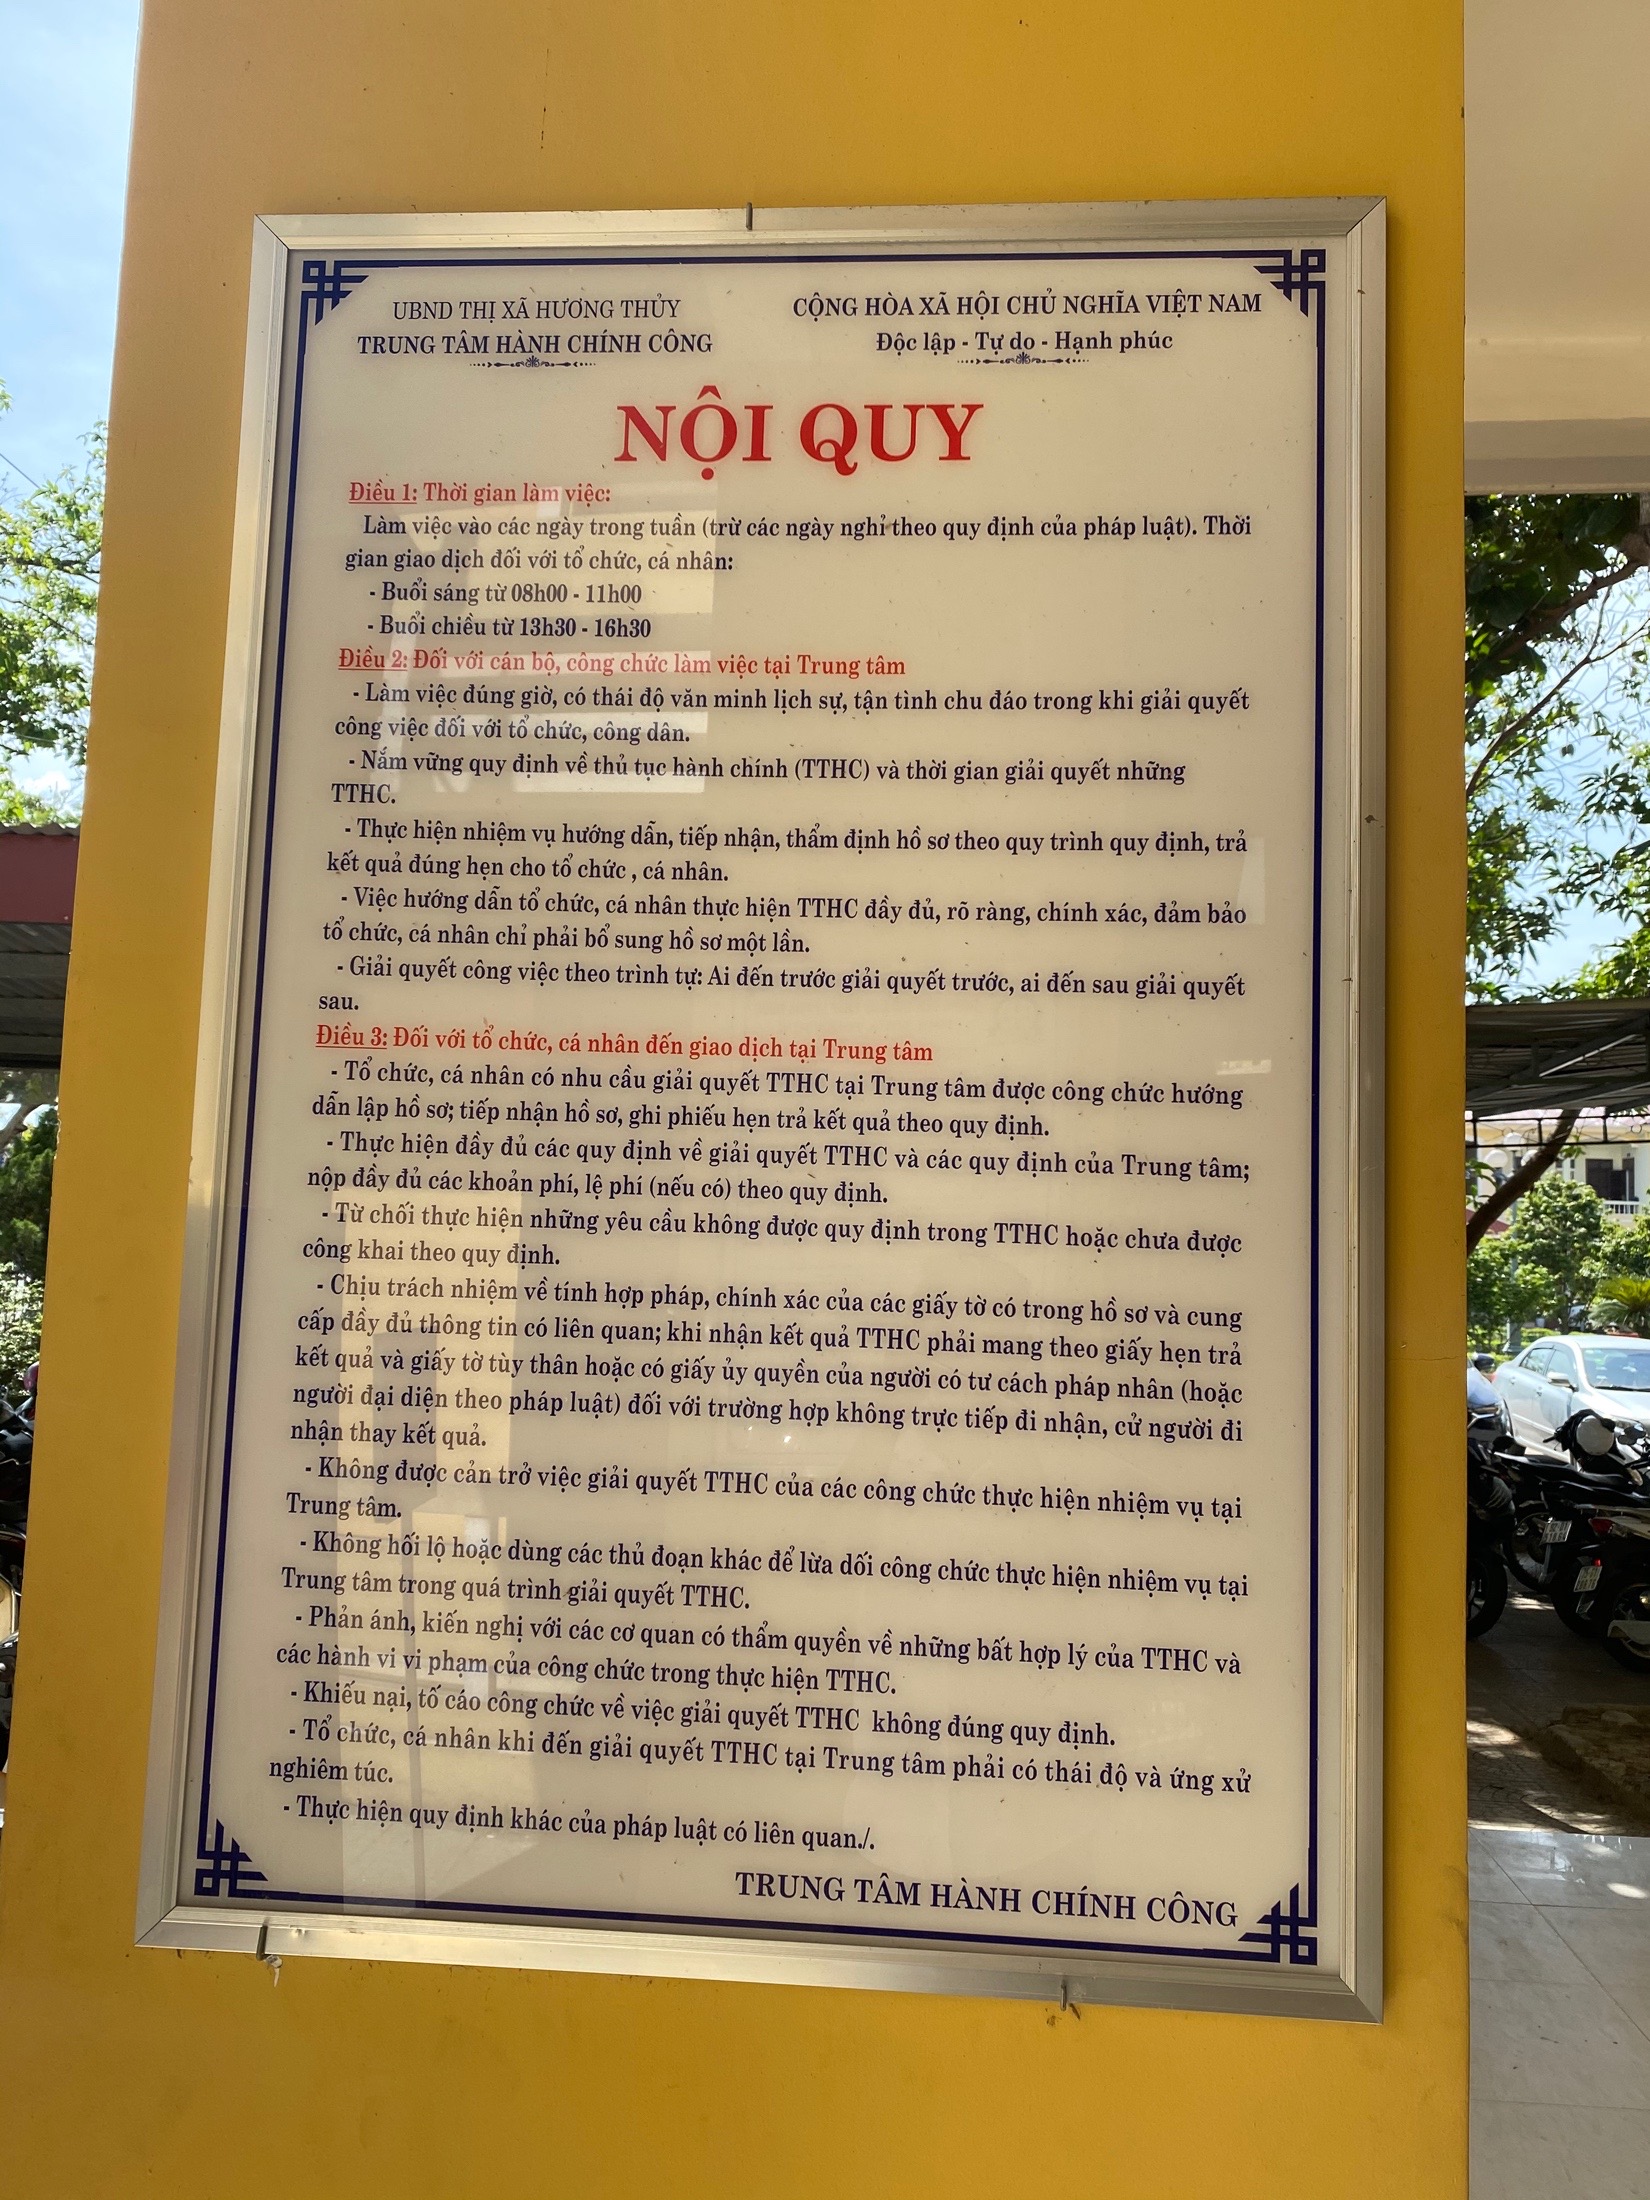 UBND THỊ XÃ HƯƠNG THỦY
TRUNG TÂM HÀNH CHÍNH CÔNG
CỘNG HÒA XÃ HỘI CHỦ NGHĨA VIỆT NAM
Độc lập - Tự do - Hạnh phúc
NỘI QUY
Điều 1: Thời gian làm việc:
Làm việc vào các ngày trong tuần (trừ các ngày nghỉ theo quy định của pháp luật). Thời
gian giao dịch đối với tổ chức, cá nhân:
- Buổi sáng từ 08h00 - 11h00
- Buổi chiều từ 13h30 - 16h30
Điều 2: Đối với cán bộ, công chức làm việc tại Trung tâm
- Làm việc đúng giờ, có thái độ văn minh lịch sự, tận tình chu đáo trong khi giải quyết
công việc đối với tổ chức, công dân.
- Nắm vững quy định về thủ tục hành chính (TTHC) và thời gian giải quyết những
TTHC.
- Thực hiện nhiệm vụ hướng dẫn, tiếp nhận, thẩm định hồ sơ theo quy trình quy định, trả
kết quả đúng hẹn cho tổ chức , cá nhân.
- Việc hướng dẫn tổ chức, cá nhân thực hiện TTHC đầy đủ, rõ ràng, chính xác, đảm bảo
tổ chức, cá nhân chỉ phải bổ sung hồ sơ một lần.
- Giải quyết công việc theo trình tự: Ai đến trước giải quyết trước, ai đến sau giải quyết
sau.
Điều 3: Đối với tổ chức, cá nhân đến giao dịch tại Trung tâm
- Tổ chức, cá nhân có nhu cầu giải quyết TTHC tại Trung tâm được công chức hướng
dẫn lập hồ sơ; tiếp nhận hồ sơ, ghi phiếu hẹn trả kết quả theo quy định.
- Thực hiện đầy đủ các quy định về giải quyết TTHC và các quy định của Trung tâm;
nộp đầy đủ các khoản phí, lệ phí (nếu có) theo quy định.
- Từ chối thực hiện những yêu cầu không được quy định trong TTHC hoặc chưa được
công khai theo quy định.
- Chịu trách nhiệm về tính hợp pháp, chính xác của các giấy tờ có trong hồ sơ và cung
cấp đầy đủ thông tin có liên quan; khi nhận kết quả TTHC phải mang theo giấy hẹn trả
kết quả và giấy tờ tùy thân hoặc có giấy ủy quyền của người có tư cách pháp nhân (hoặc
người đại diện theo pháp luật) đối với trường hợp không trực tiếp đi nhận, cử người đi
nhận thay kết quả.
- Không được cản trở việc giải quyết TTHC của các công chức thực hiện nhiệm vụ tại
Trung tâm.
- Không hối lộ hoặc dùng các thủ đoạn khác để lừa dối công chức thực hiện nhiệm vụ tại
Trung tâm trong quá trình giải quyết TTHC.
- Phản ánh, kiến nghị với các cơ quan có thẩm quyền về những bất hợp lý của TTHC và
các hành vi vi phạm của công chức trong thực hiện TTHC.
- Khiếu nại, tố cáo công chức về việc giải quyết TTHC không đúng quy định.
- Tổ chức, cá nhân khi đến giải quyết TTHC tại Trung tâm phải có thái độ và ứng xử
nghiêm túc.
- Thực hiện quy định khác của pháp luật có liên quan./.
TRUNG TÂM HÀNH CHÍNH CÔNG